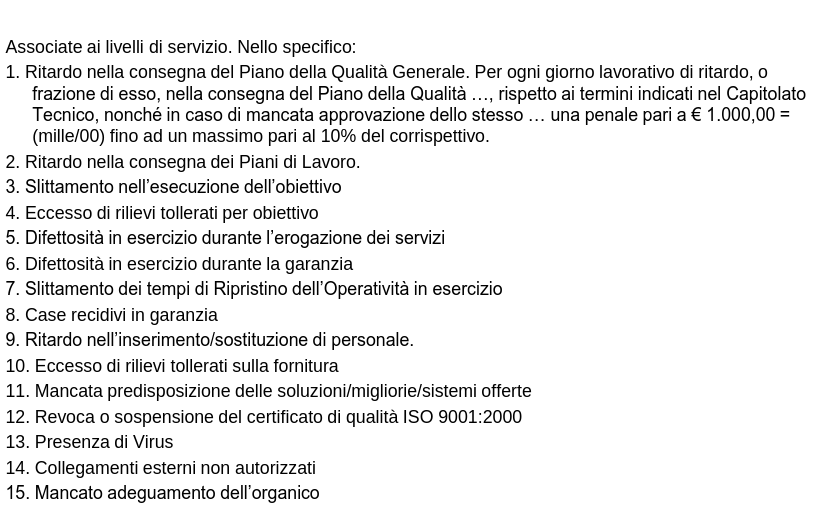 Associate ai livelli di servizio. Nello specifico:
1. Ritardo nella consegna del Piano della Qualità Generale. Per ogni giorno lavorativo di ritardo, o
frazione di esso, nella consegna del Piano della Qualità …, rispetto ai termini indicati nel Capitolato
Tecnico, nonché in caso di mancata approvazione dello stesso … una penale pari a € 1.000,00 =
(mille/00) fino ad un massimo pari al 10% del corrispettivo.
2. Ritardo nella consegna dei Piani di Lavoro.
3. Slittamento nell’esecuzione dell’obiettivo
4. Eccesso di rilievi tollerati per obiettivo
5. Difettosità in esercizio durante l’erogazione dei servizi
6. Difettosità in esercizio durante la garanzia
7. Slittamento dei tempi di Ripristino dell’Operatività in esercizio
8. Case recidivi in garanzia
9. Ritardo nell’inserimento/sostituzione di personale.
10. Eccesso di rilievi tollerati sulla fornitura
11. Mancata predisposizione delle soluzioni/migliorie/sistemi offerte
12. Revoca o sospensione del certificato di qualità ISO 9001:2000
13. Presenza di Virus
14. Collegamenti esterni non autorizzati
15. Mancato adeguamento dell’organico